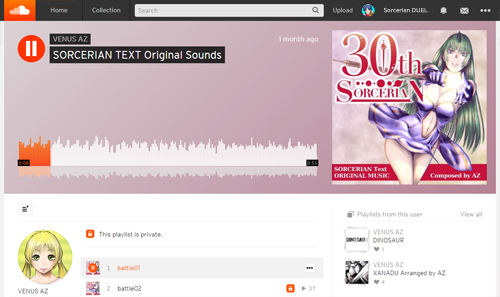 Home
Collection
Search
Upload
Sorcerian DUEL
VENUS AZ
1 month ago
SORCERIAN TEXT Original Sounds
30th
SORCERIAN
SORCERIAN Text
ORIGINAL MUSIC
Composed by AZ
0:06
0:55
This playlist is private.
Playlists from this user
View all
VENUS AZ
DINOSAUR
1
VENUS AZ
XANADU Arranged by AZ
4
VENUS AZ
1 battle01
2 battle02
37